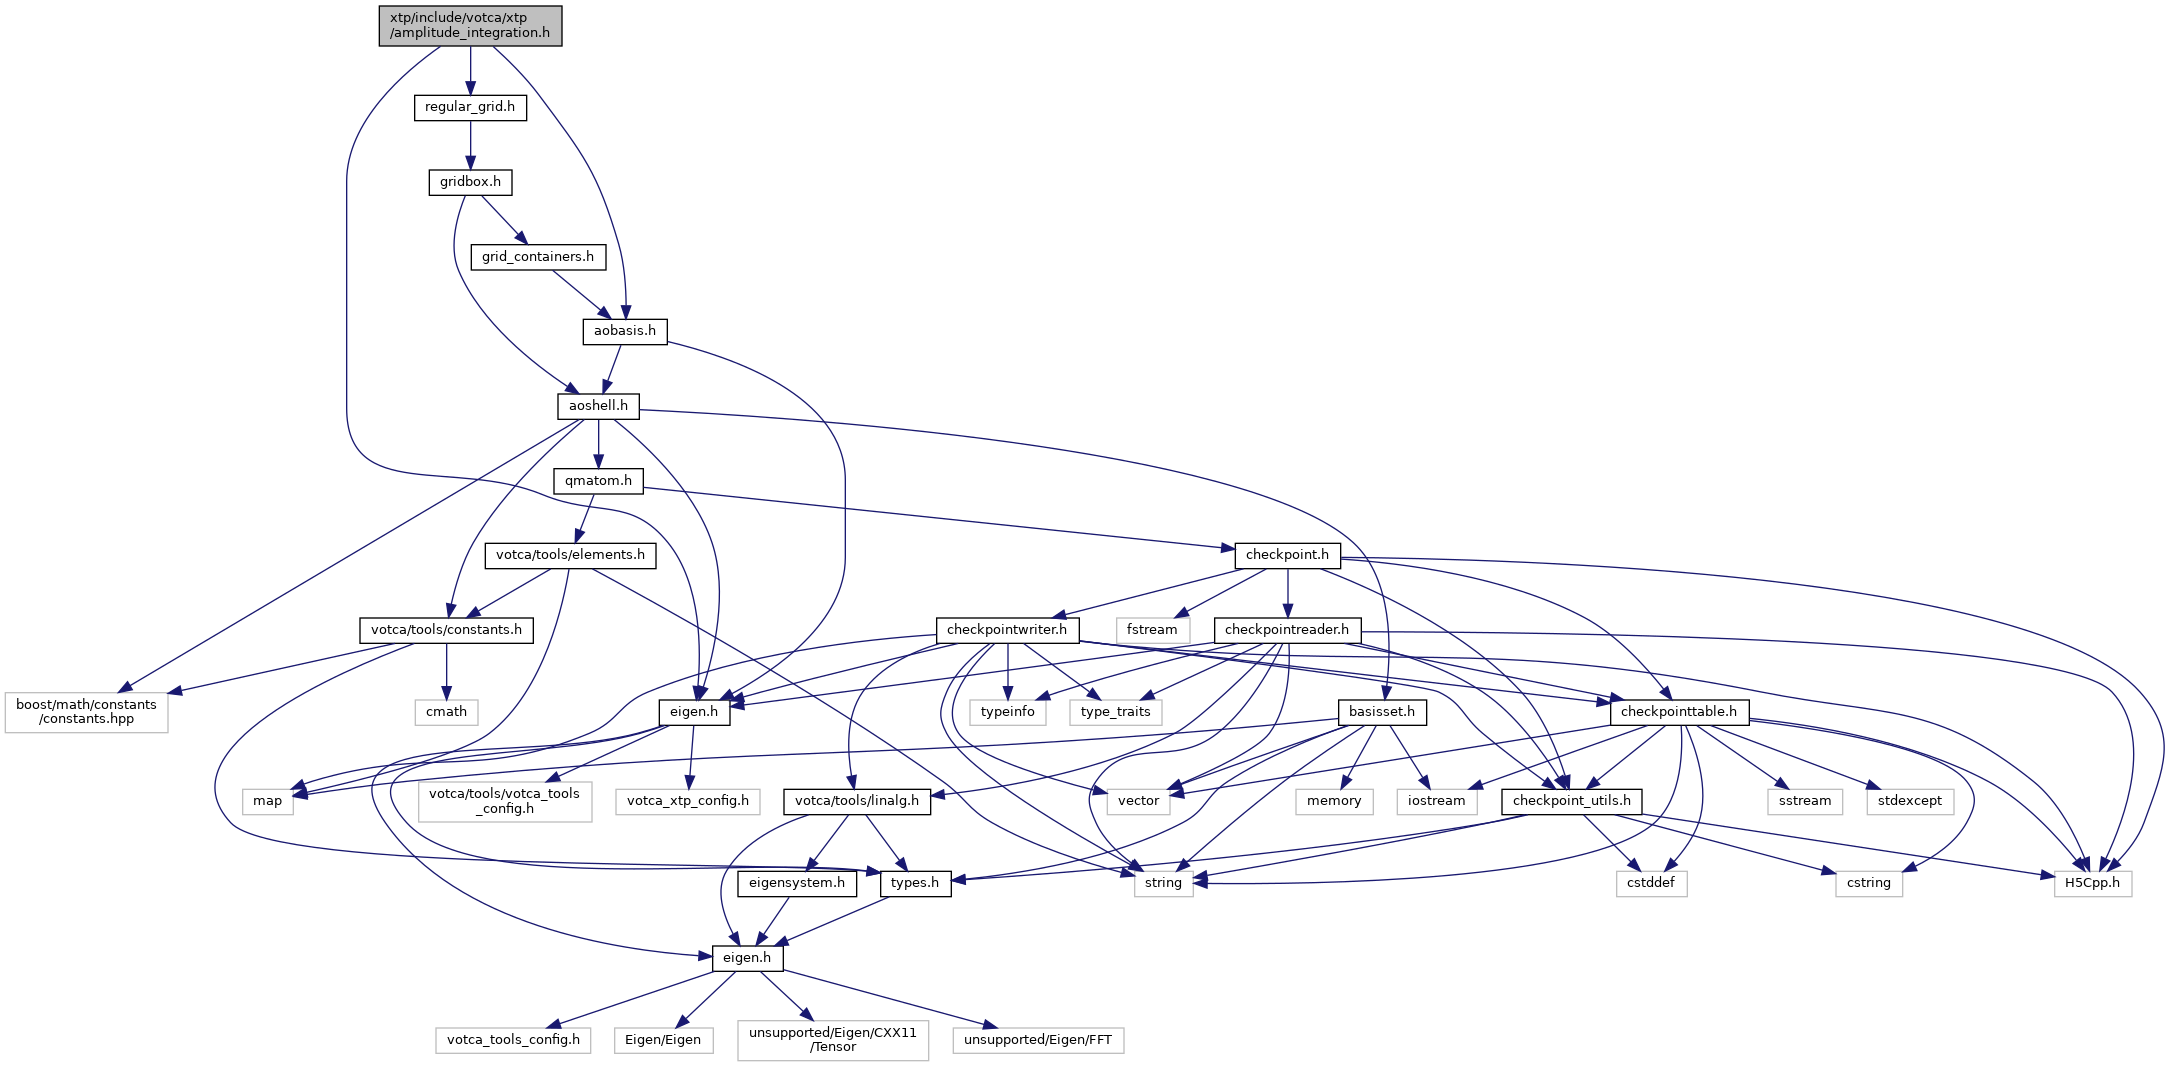 xtp/include/votca/xtp
/amplitude_integration.h
regular_grid.h
gridbox.h
grid_containers.h
aobasis.h
aoshell.h
qmatom.h
votca/tools/elements.h
checkpoint.h
votca/tools/constants.h
checkpointwriter.h
fstream
checkpointreader.h
boost/math/constants
/constants.hpp
cmath
eigen.h
typeinfo
type_traits
basisset.h
checkpointtable.h
map
votca/tools/votca_tools
_config.h
votca_xtp_config.h
votca/tools/linalg.h
vector
memory
iostream
checkpoint_utils.h
sstream
stdexcept
eigensystem.h
types.h
string
cstddef
cstring
H5Cpp.h
eigen.h
votca_tools_config.h
Eigen/Eigen
unsupported/Eigen/CXX11
/Tensor
unsupported/Eigen/FFT